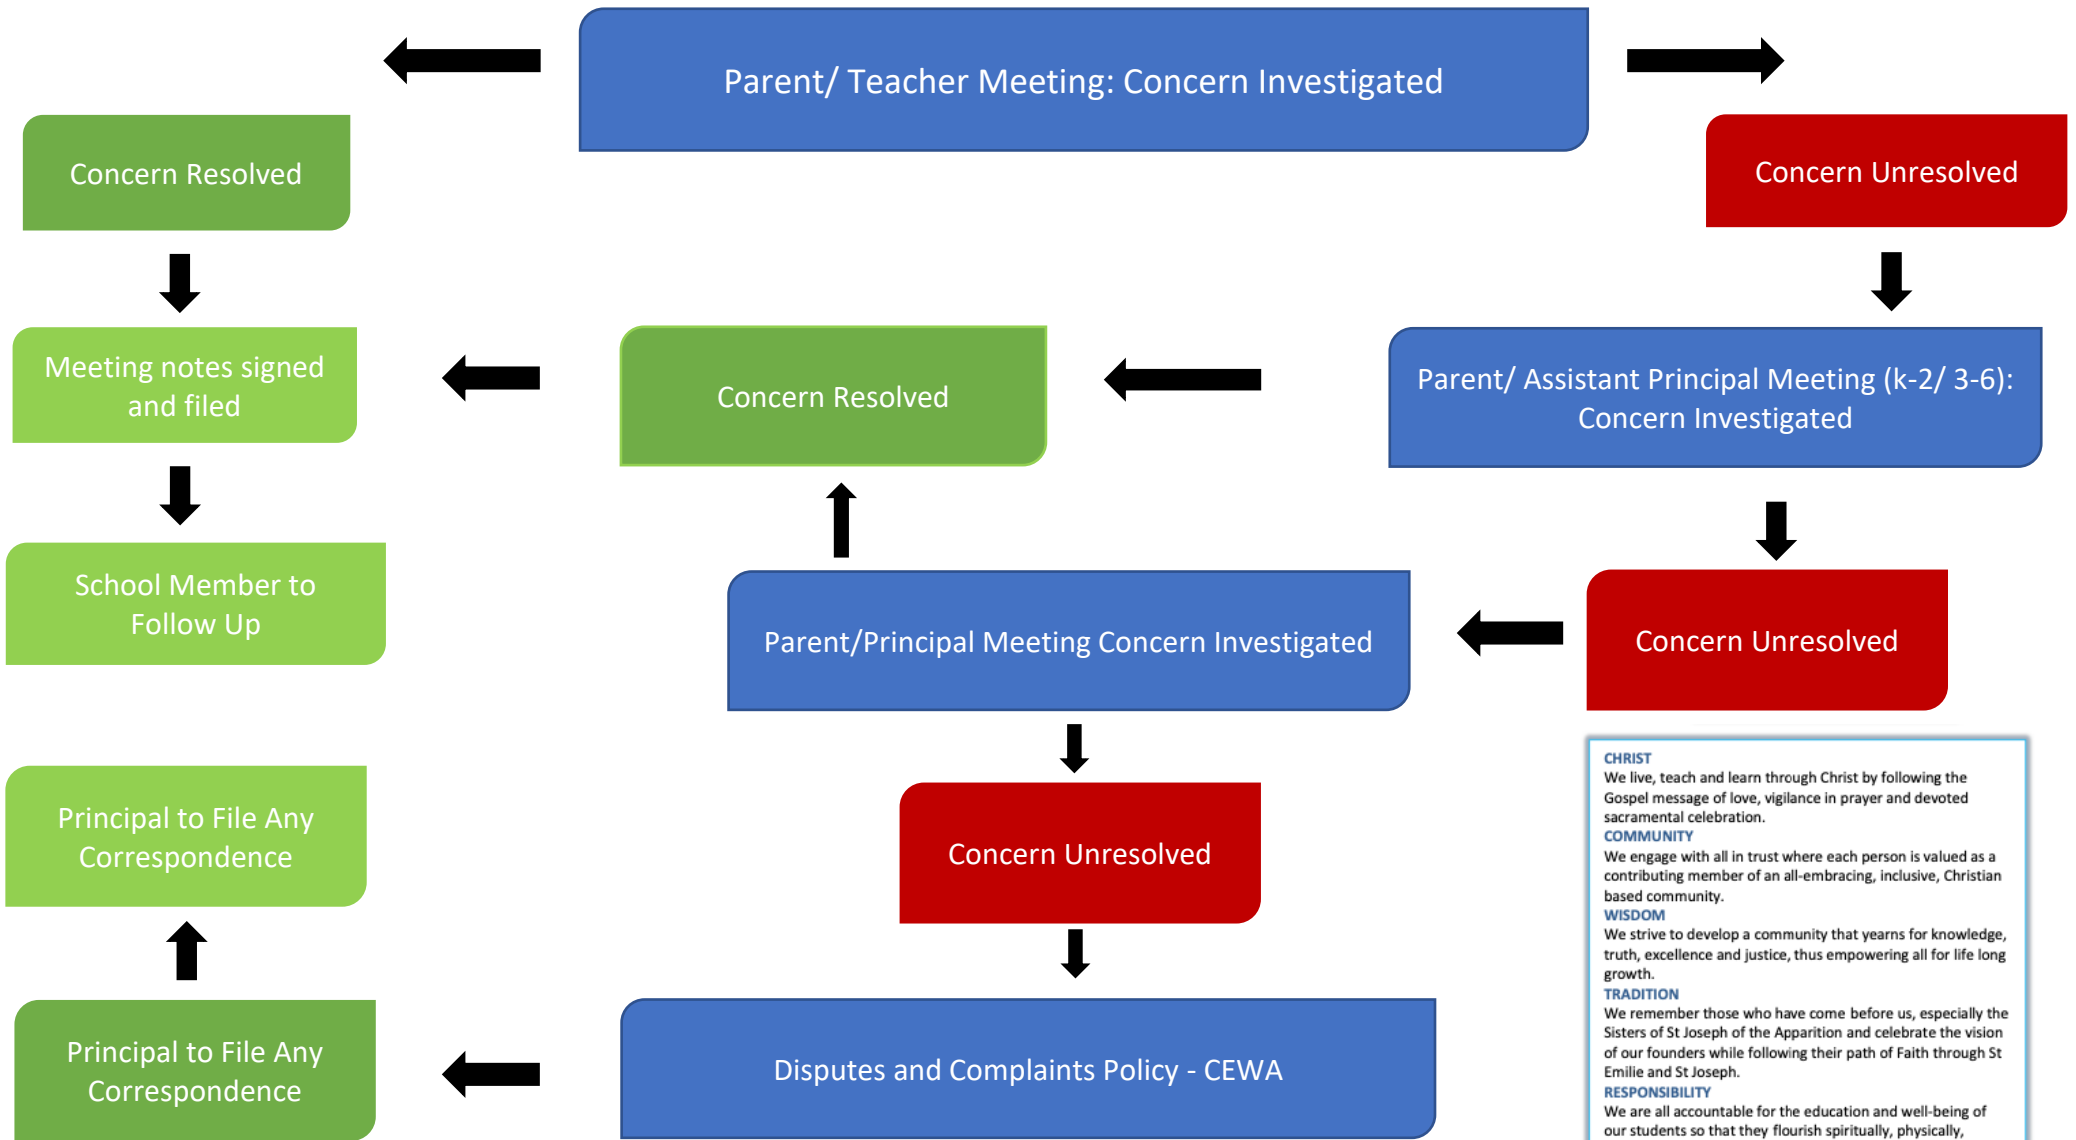 Parent/ Teacher Meeting: Concern Investigated
Concern Resolved
Concern Unresolved
Meeting notes signed
and filed
Concern Resolved
Parent/ Assistant Principal Meeting (k-2/ 3-6):
Concern Investigated
School Member to
Follow Up
Parent/Principal Meeting Concern Investigated
Concern Unresolved
Principal to File Any
Correspondence
Concern Unresolved
Principal to File Any
Correspondence
Disputes and Complaints Policy - CEWA
CHRIST
We live, teach and learn through Christ by following the
Gospel message of love, vigilance in prayer and devoted
sacramental celebration.
COMMUNITY
We engage with all in trust where each person is valued as a
contributing member of an all-embracing, inclusive, Christian
based community.
WISDOM
We strive to develop a community that yearns for knowledge,
truth, excellence and justice, thus empowering all for life long
growth.
TRADITION
We remember those who have come before us, especially the
Sisters of St Joseph of the Apparition and celebrate the vision
of our founders while following their path of Faith through St
Emilie and St Joseph.
RESPONSIBILITY
We are all accountable for the education and well-being of
our students so that they flourish spiritually, physically,